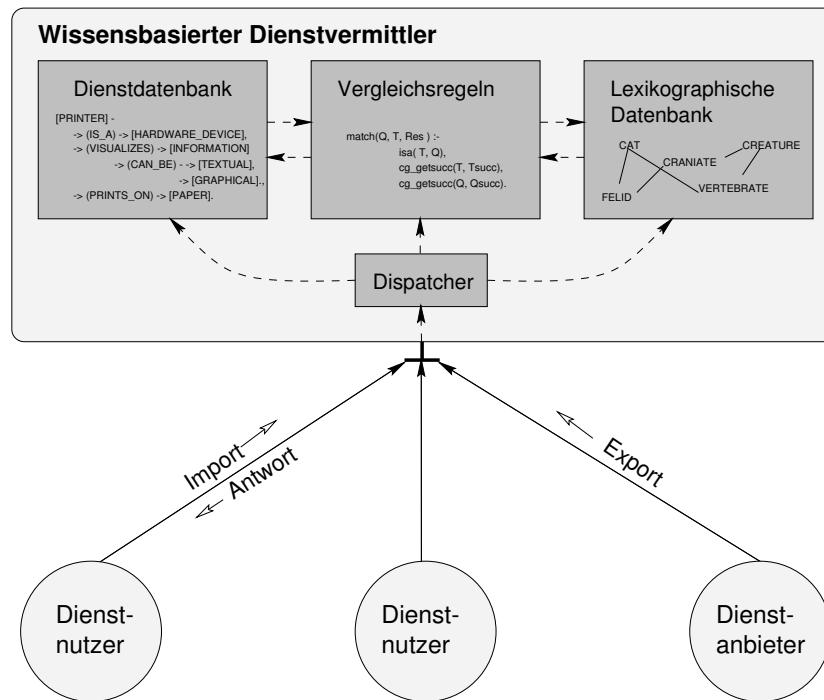 Wissensbasierter Dienstvermittler
Dienstdatenbank
[PRINTER] -
-> (IS_A) -> [HARDWARE_DEVICE],
-> (VISUALIZES) -> [INFORMATION]
-> (CAN_BE) - -> [TEXTUAL],
-> [GRAPHICAL].,
-> (PRINTS_ON) -> [PAPER].
Vergleichsregeln
match(Q, T, Res ) :-
isa( T, Q),
cg_getsucc(T, Tsucc),
cg_getsucc(Q, Qsucc).
Lexikographische
Datenbank
CAT
CREATURE
CRANIATE
VERTEBRATE
FELID
Dispatcher
Import
Antwort
Export
Dienst-
nutzer
Dienst-
nutzer
Dienst-
anbieter